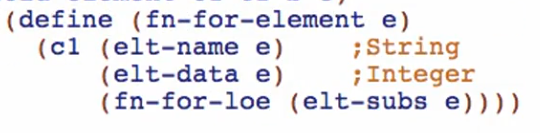 (define (fn-for-element e)
(c1 (elt-name e) ;String
(elt-data e) ;Integer
(fn-for-loe (elt-subs e))))